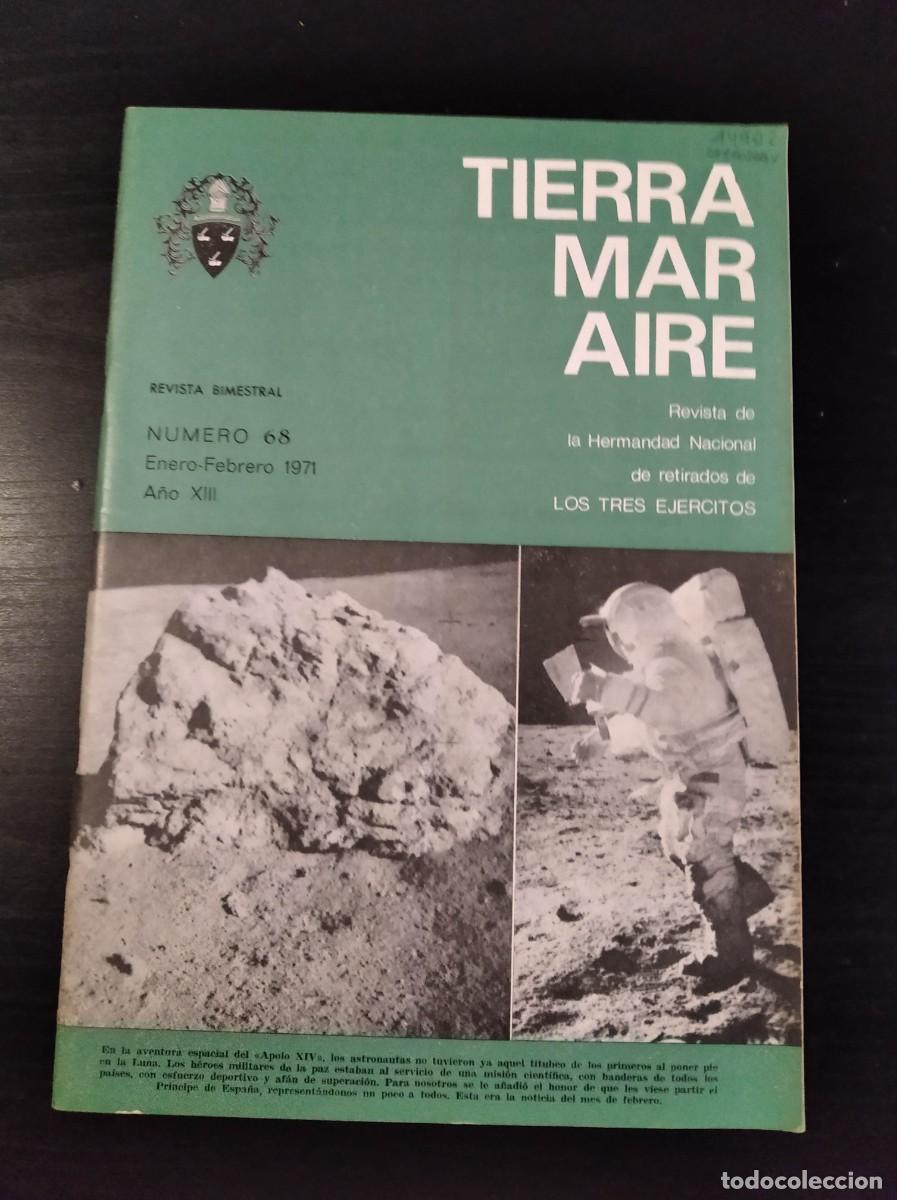 TIERRA
MAR
AIRE
REVISTA BIMESTRAL
NUMERO 68
Enero-Febrero 1971
Año XIII
Revista de
la Hermandad Nacional
de retirados de
LOS TRES EJERCITOS
En la aventura espacial del «Apolo XIV», los astronautas no tuvieron ya aquel titubeo de los primeros al poner pie
en la Luna. Los héroes militares de la paz estaban al servicio de una misión científica, con banderas de todos los
países, con esfuerzo deportivo y afán de superación. Para nosotros se le añadió el honor de que les viese partir el
Príncipe de España, representándonos un poco a todos. Esta era la noticia del mes de febrero.
todocoleccion